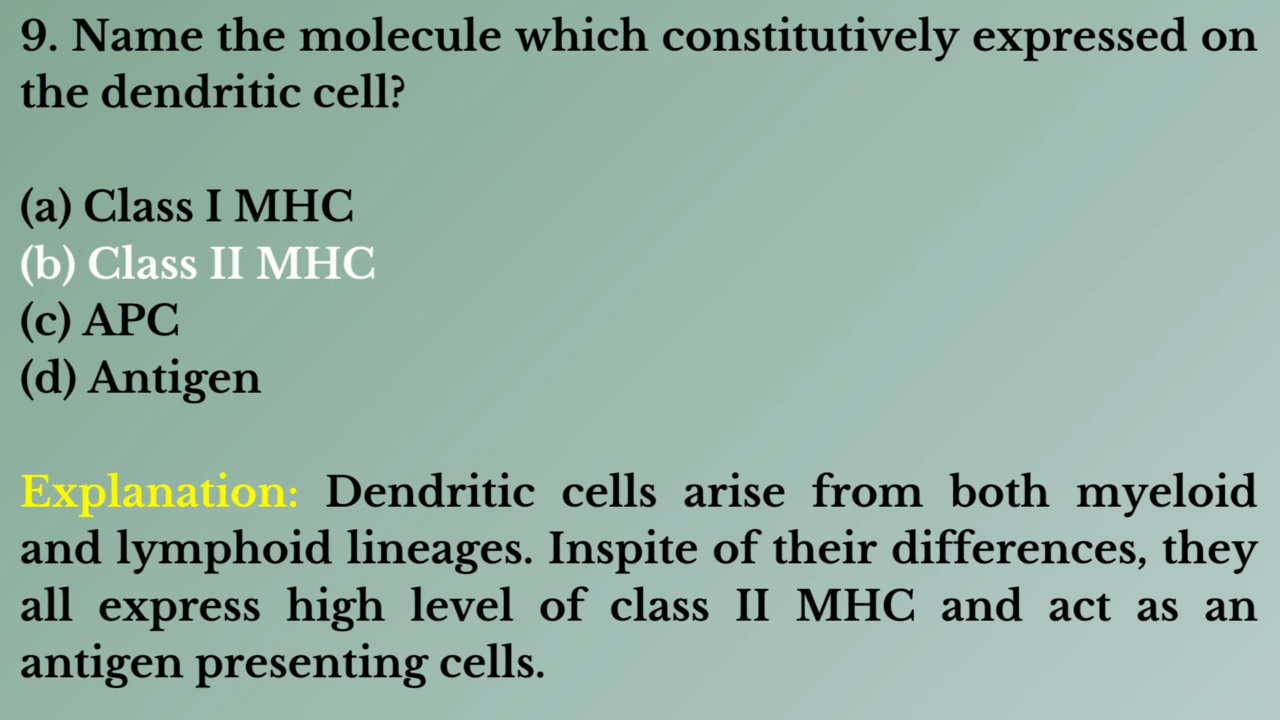 9. Name the molecule which constitutively expressed on
the dendritic cell?
(a) Class I MHC
(b) Class II MHC
(c) APC
(d) Antigen
Explanation: Dendritic cells arise from both myeloid
and lymphoid lineages. Inspite of their differences, they
all express high level of class II MHC and act as an
antigen presenting cells.